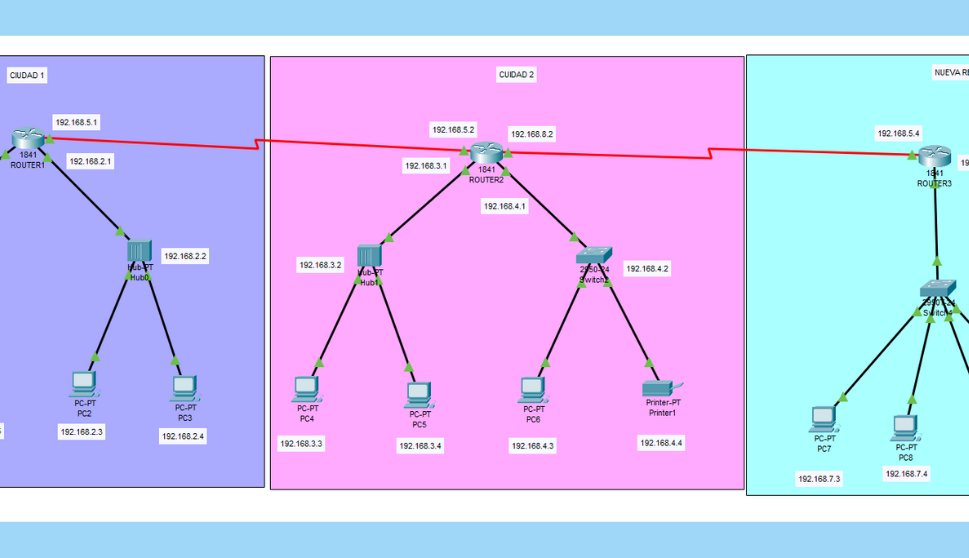 CIUDAD 1
192.168.5.1
1841
ROUTER1
192.168.2.1
Hub-PT
Hub0
192.168.2.2
PC-PT
PC2
192.168.2.3
PC-PT
PC3
192.168.2.4
CUIDAD 2
192.168.5.2
192.168.8.2
192.168.3.1
1841
ROUTER2
192.168.4.1
192.168.3.2
Hub-PT
Hub1
2950-24
192.168.4.2
PC-PT
PC4
192.168.3.3
PC-PT
PC5
192.168.3.4
PC-PT
PC6
192.168.4.3
Printer-PT
Printer1
192.168.4.4
NUEVA RE
192.168.5.4
1841
ROUTER3
19
2950-24
PC-PT
PC7
192.168.7.3
PC-PT
PC8
192.168.7.4